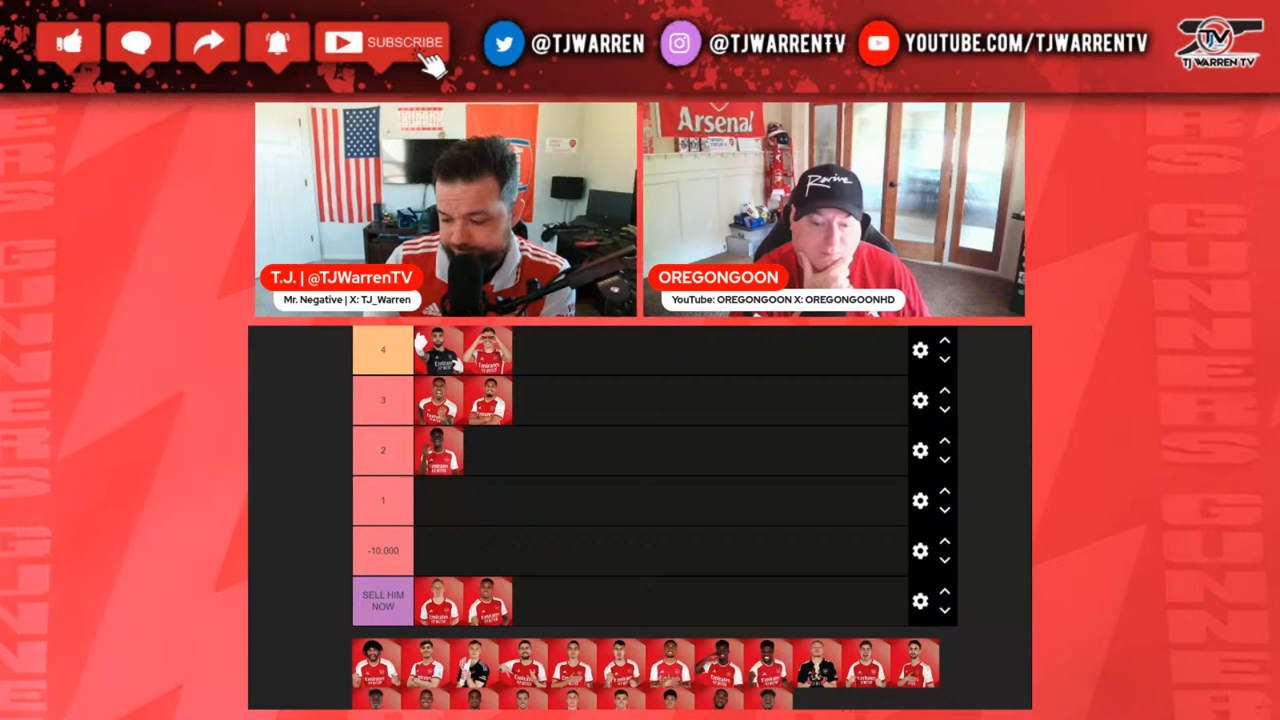 SUBSCRIBE
@TJWARREN
@TJWARRENTV
YOUTUBE.COM/TJWARRENTV
TJ WARREN TV
Arsenal
Revive
T.J. | @TJWarrenTV
Mr. Negative | X: TJ_Warren
OREGONGOON
YouTube: OREGONGOON X: OREGONGOONHD
4
3
2
1
-10,000
SELL HIM
NOW